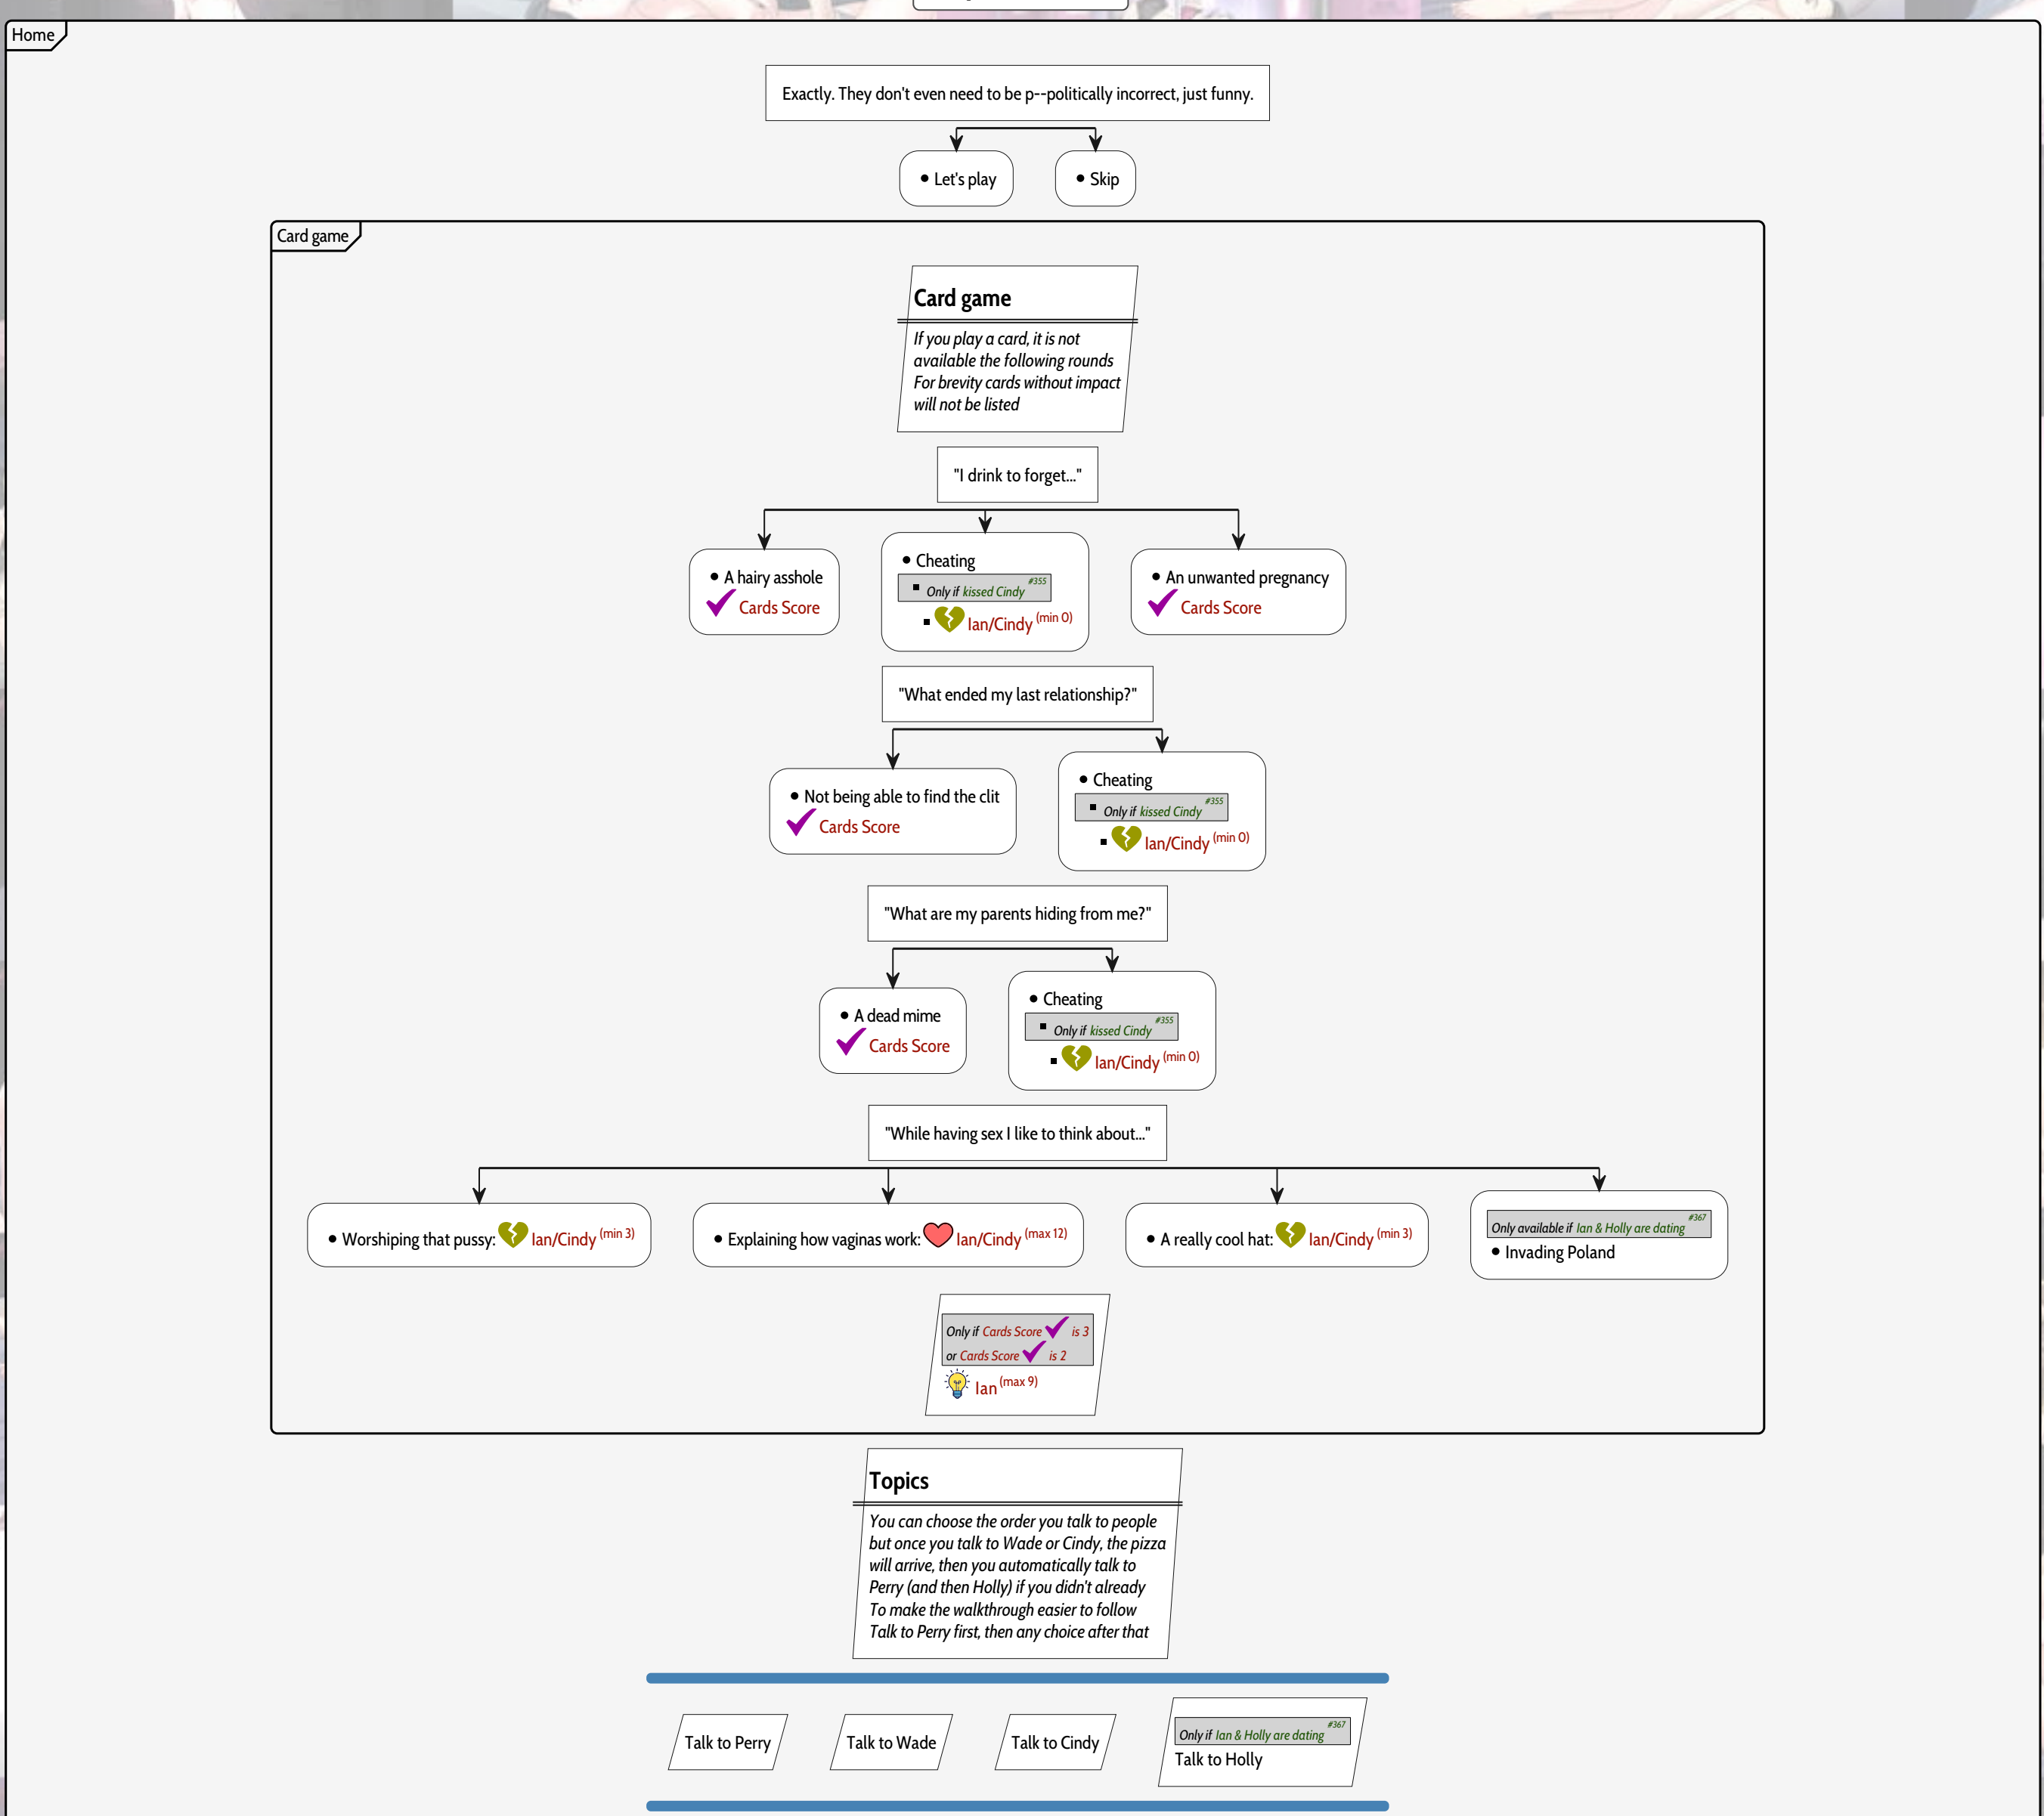 Home
Exactly. They don't even need to be p--politically incorrect, just funny.
• Let's play
• Skip
Card game
Card game
If you play a card, it is not
available the following rounds
For brevity cards without impact
will not be listed
"I drink to forget..."
• A hairy asshole
Cards Score
• Cheating
Only if kissed Cindy #355
Ian/Cindy (min 0)
• An unwanted pregnancy
Cards Score
"What ended my last relationship?"
• Not being able to find the clit
Cards Score
• Cheating
Only if kissed Cindy #355
Ian/Cindy (min 0)
"What are my parents hiding from me?"
• A dead mime
Cards Score
• Cheating
Only if kissed Cindy #355
Ian/Cindy (min 0)
"While having sex I like to think about..."
• Worshiping that pussy: Ian/Cindy (min 3)
• Explaining how vaginas work: Ian/Cindy (max 12)
• A really cool hat: Ian/Cindy (min 3)
Only available if Ian & Holly are dating #367
• Invading Poland
Only if Cards Score is 3
or Cards Score is 2
Ian (max 9)
Topics
You can choose the order you talk to people
but once you talk to Wade or Cindy, the pizza
will arrive, then you automatically talk to
Perry (and then Holly) if you didn't already
To make the walkthrough easier to follow
Talk to Perry first, then any choice after that
Talk to Perry
Talk to Wade
Talk to Cindy
Only if Ian & Holly are dating #367
Talk to Holly